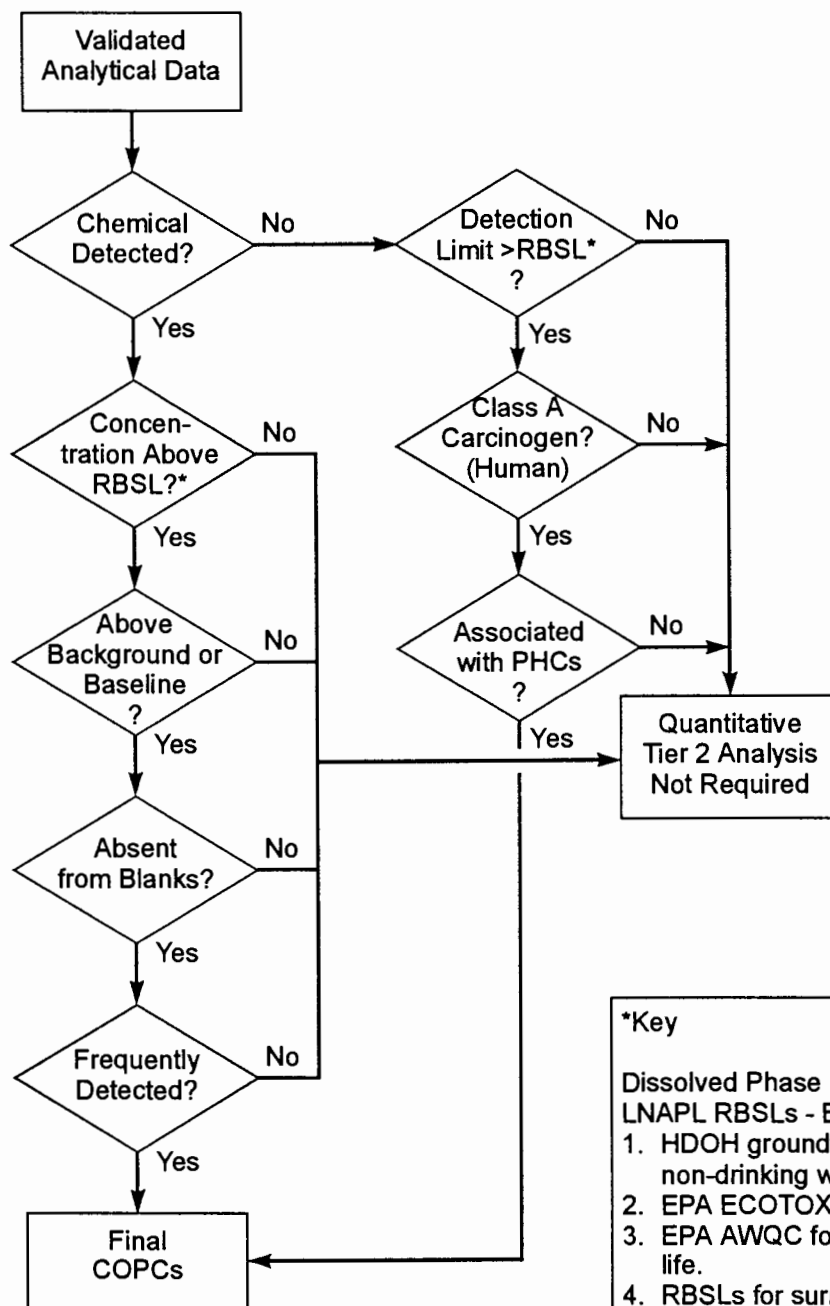 Validated
Analytical Data
Chemical
Detected?
No
Yes
Detection
Limit >RBSL*
?
No
Yes
Concen-
tration Above
RBSL?*
No
Yes
Class A
Carcinogen?
(Human)
No
Yes
Above
Background or
Baseline
?
No
Yes
Associated
with PHCs
?
No
Yes
Quantitative
Tier 2 Analysis
Not Required
Absent
from Blanks?
No
Yes
Frequently
Detected?
No
Yes
Final
COPCs
*Key
Dissolved Phase
LNAPL RBSLs -
1. HDOH ground
non-drinking
2. EPA ECOTOX
3. EPA AWQC
life.
4. RBSLs for